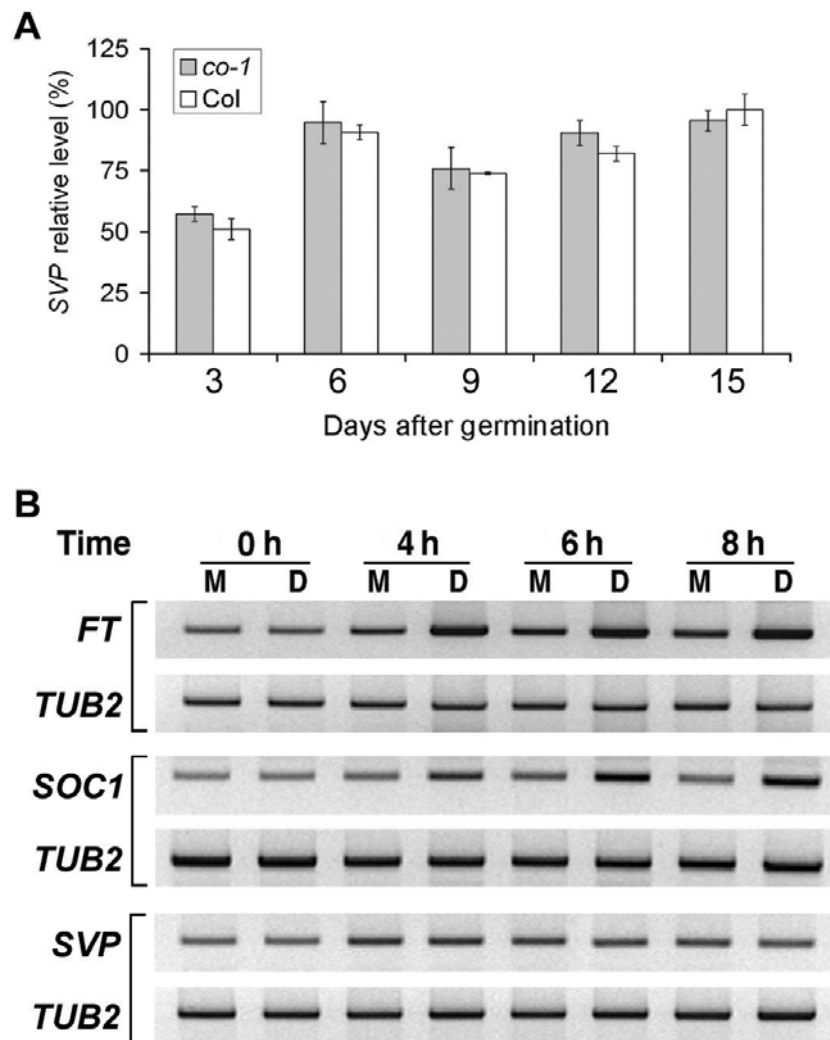 A
SVP relative level (%)
125
100
75
50
25
0
co-1
Col
3 6 9 12 15
Days after germination
B
Time 0 h 4 h 6 h 8 h
M D M D M D M D
FT
TUB2
SOC1
TUB2
SVP
TUB2